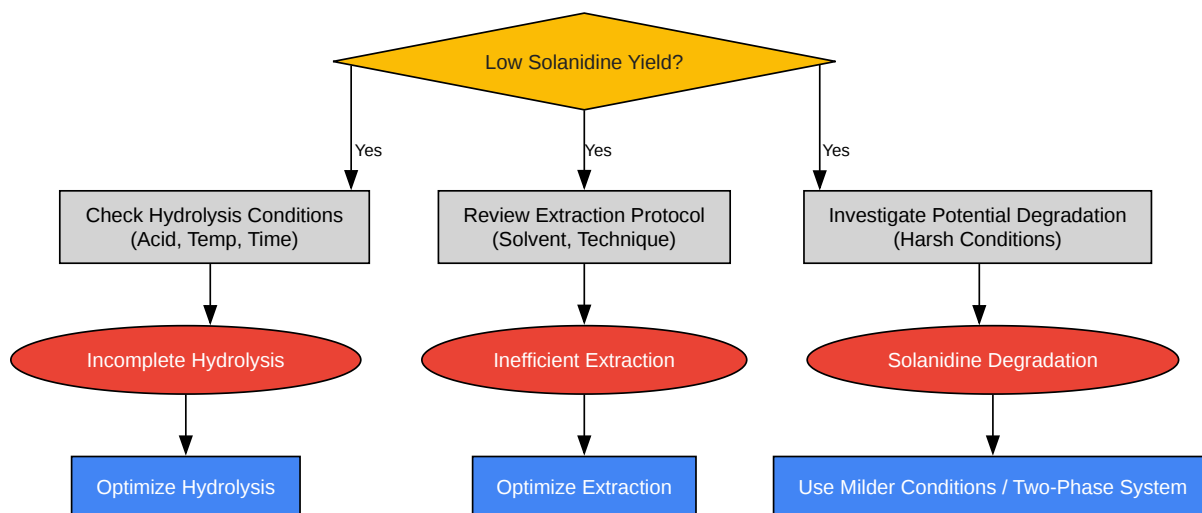 Low Solanidine Yield?
Yes
Yes
Yes
Check Hydrolysis Conditions
(Acid, Temp, Time)
Review Extraction Protocol
(Solvent, Technique)
Investigate Potential Degradation
(Harsh Conditions)
Incomplete Hydrolysis
Inefficient Extraction
Solanidine Degradation
Optimize Hydrolysis
Optimize Extraction
Use Milder Conditions / Two-Phase System